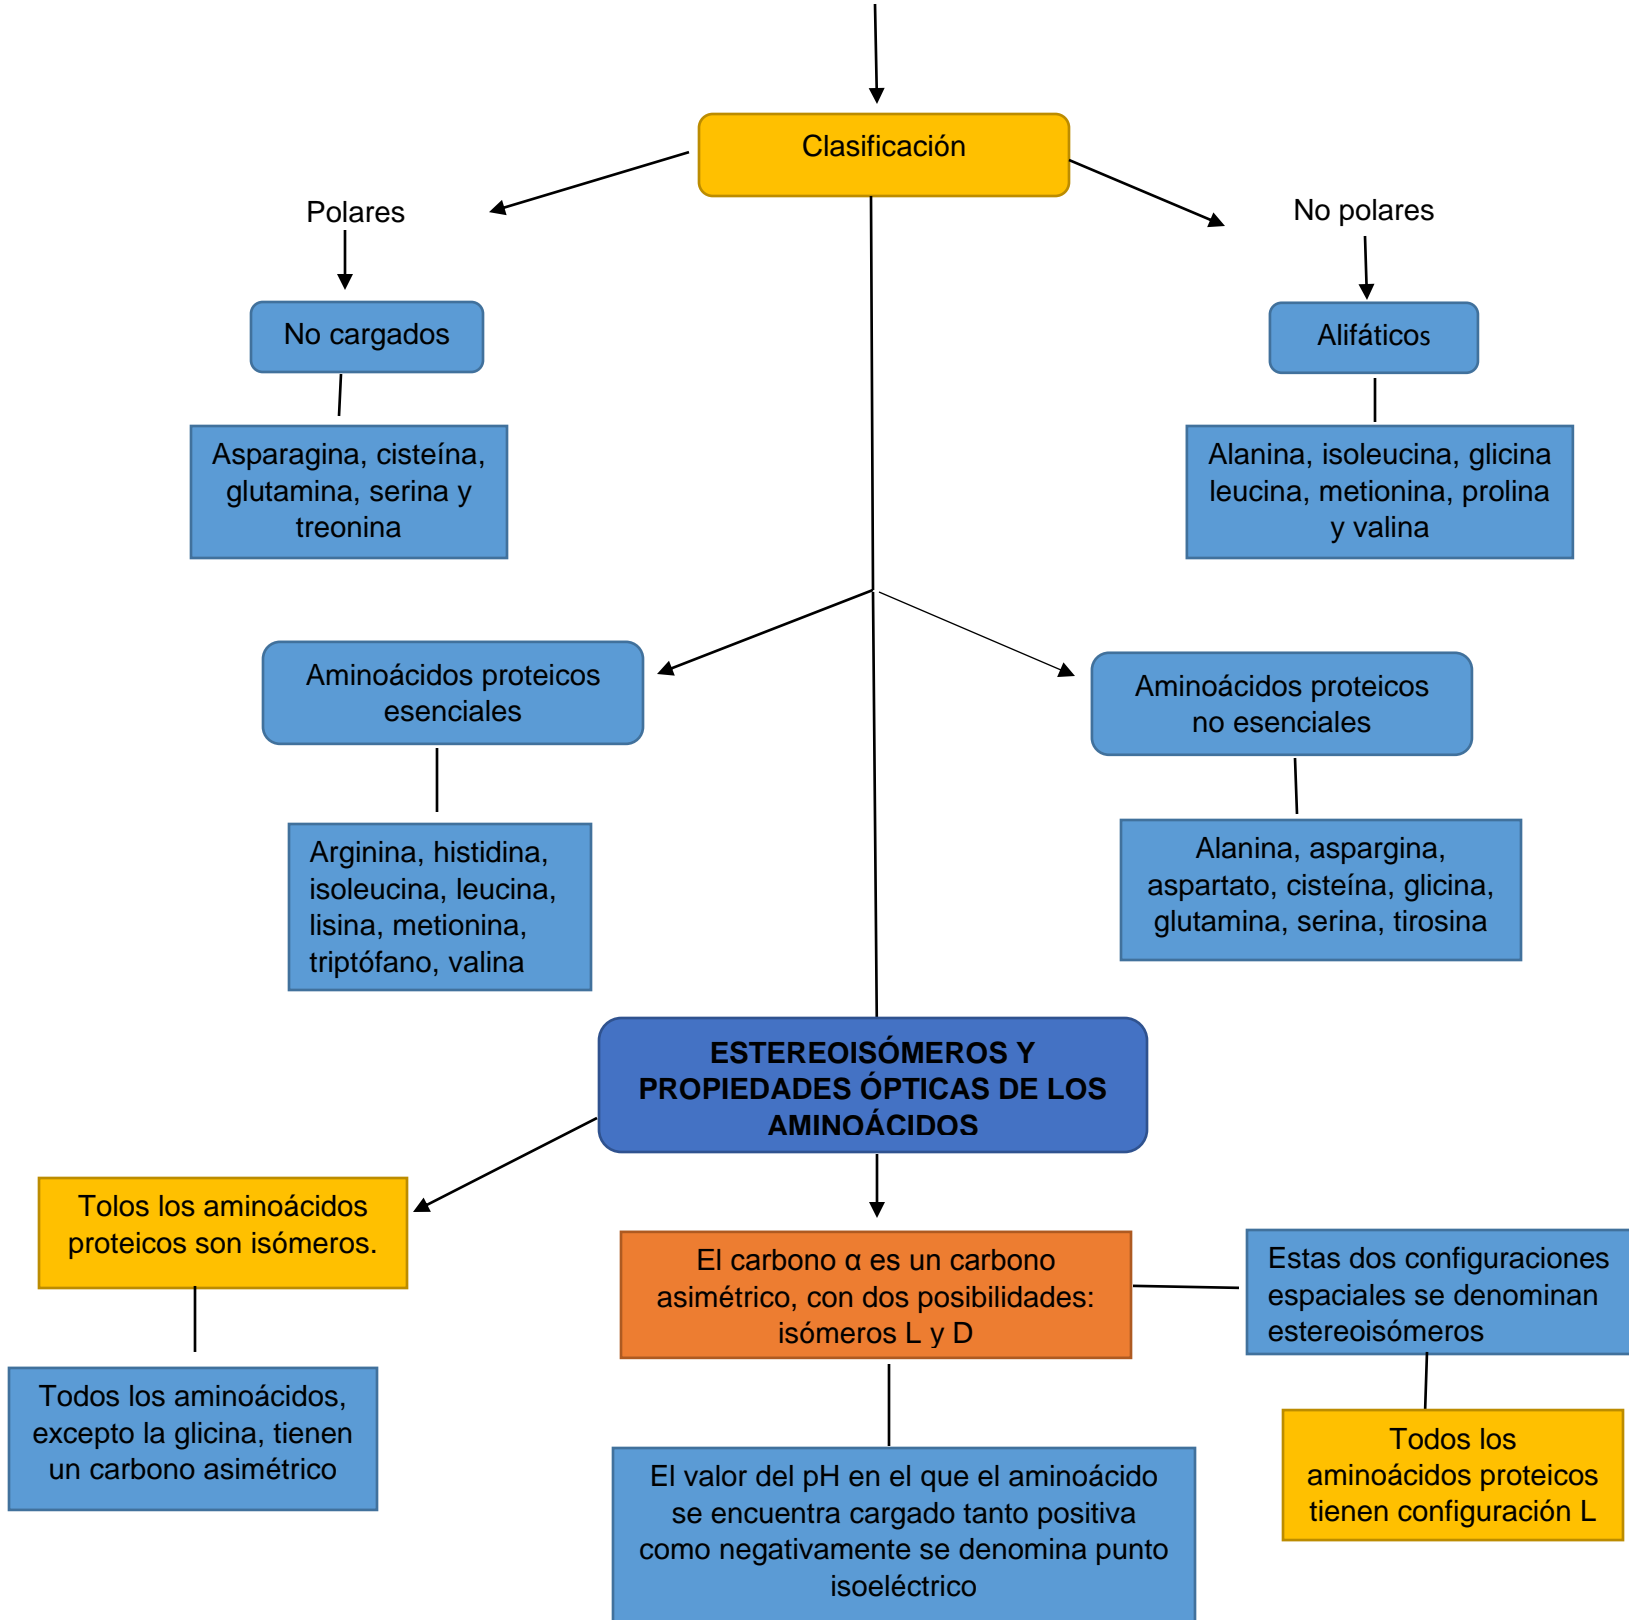 Clasificación
Polares
No polares
No cargados
Alifáticos
Asparagina, cisteína,
glutamina, serina y
treonina
Alanina, isoleucina, glicina
leucina, metionina, prolina
y valina
Aminoácidos proteicos
esenciales
Aminoácidos proteicos
no esenciales
Arginina, histidina,
isoleucina, leucina,
lisina, metionina,
triptófano, valina
Alanina, aspargina,
aspartato, cisteína, glicina,
glutamina, serina, tirosina
ESTEREOISÓMEROS Y
PROPIEDADES ÓPTICAS DE LOS
AMINOÁCIDOS
Tolos los aminoácidos
proteicos son isómeros.
El carbono α es un carbono
asimétrico, con dos posibilidades:
isómeros L y D
Estas dos configuraciones
espaciales se denominan
estereoisómeros
Todos los aminoácidos,
excepto la glicina, tienen
un carbono asimétrico
El valor del pH en el que el aminoácido
se encuentra cargado tanto positiva
como negativamente se denomina punto
isoeléctrico
Todos los
aminoácidos proteicos
tienen configuración L